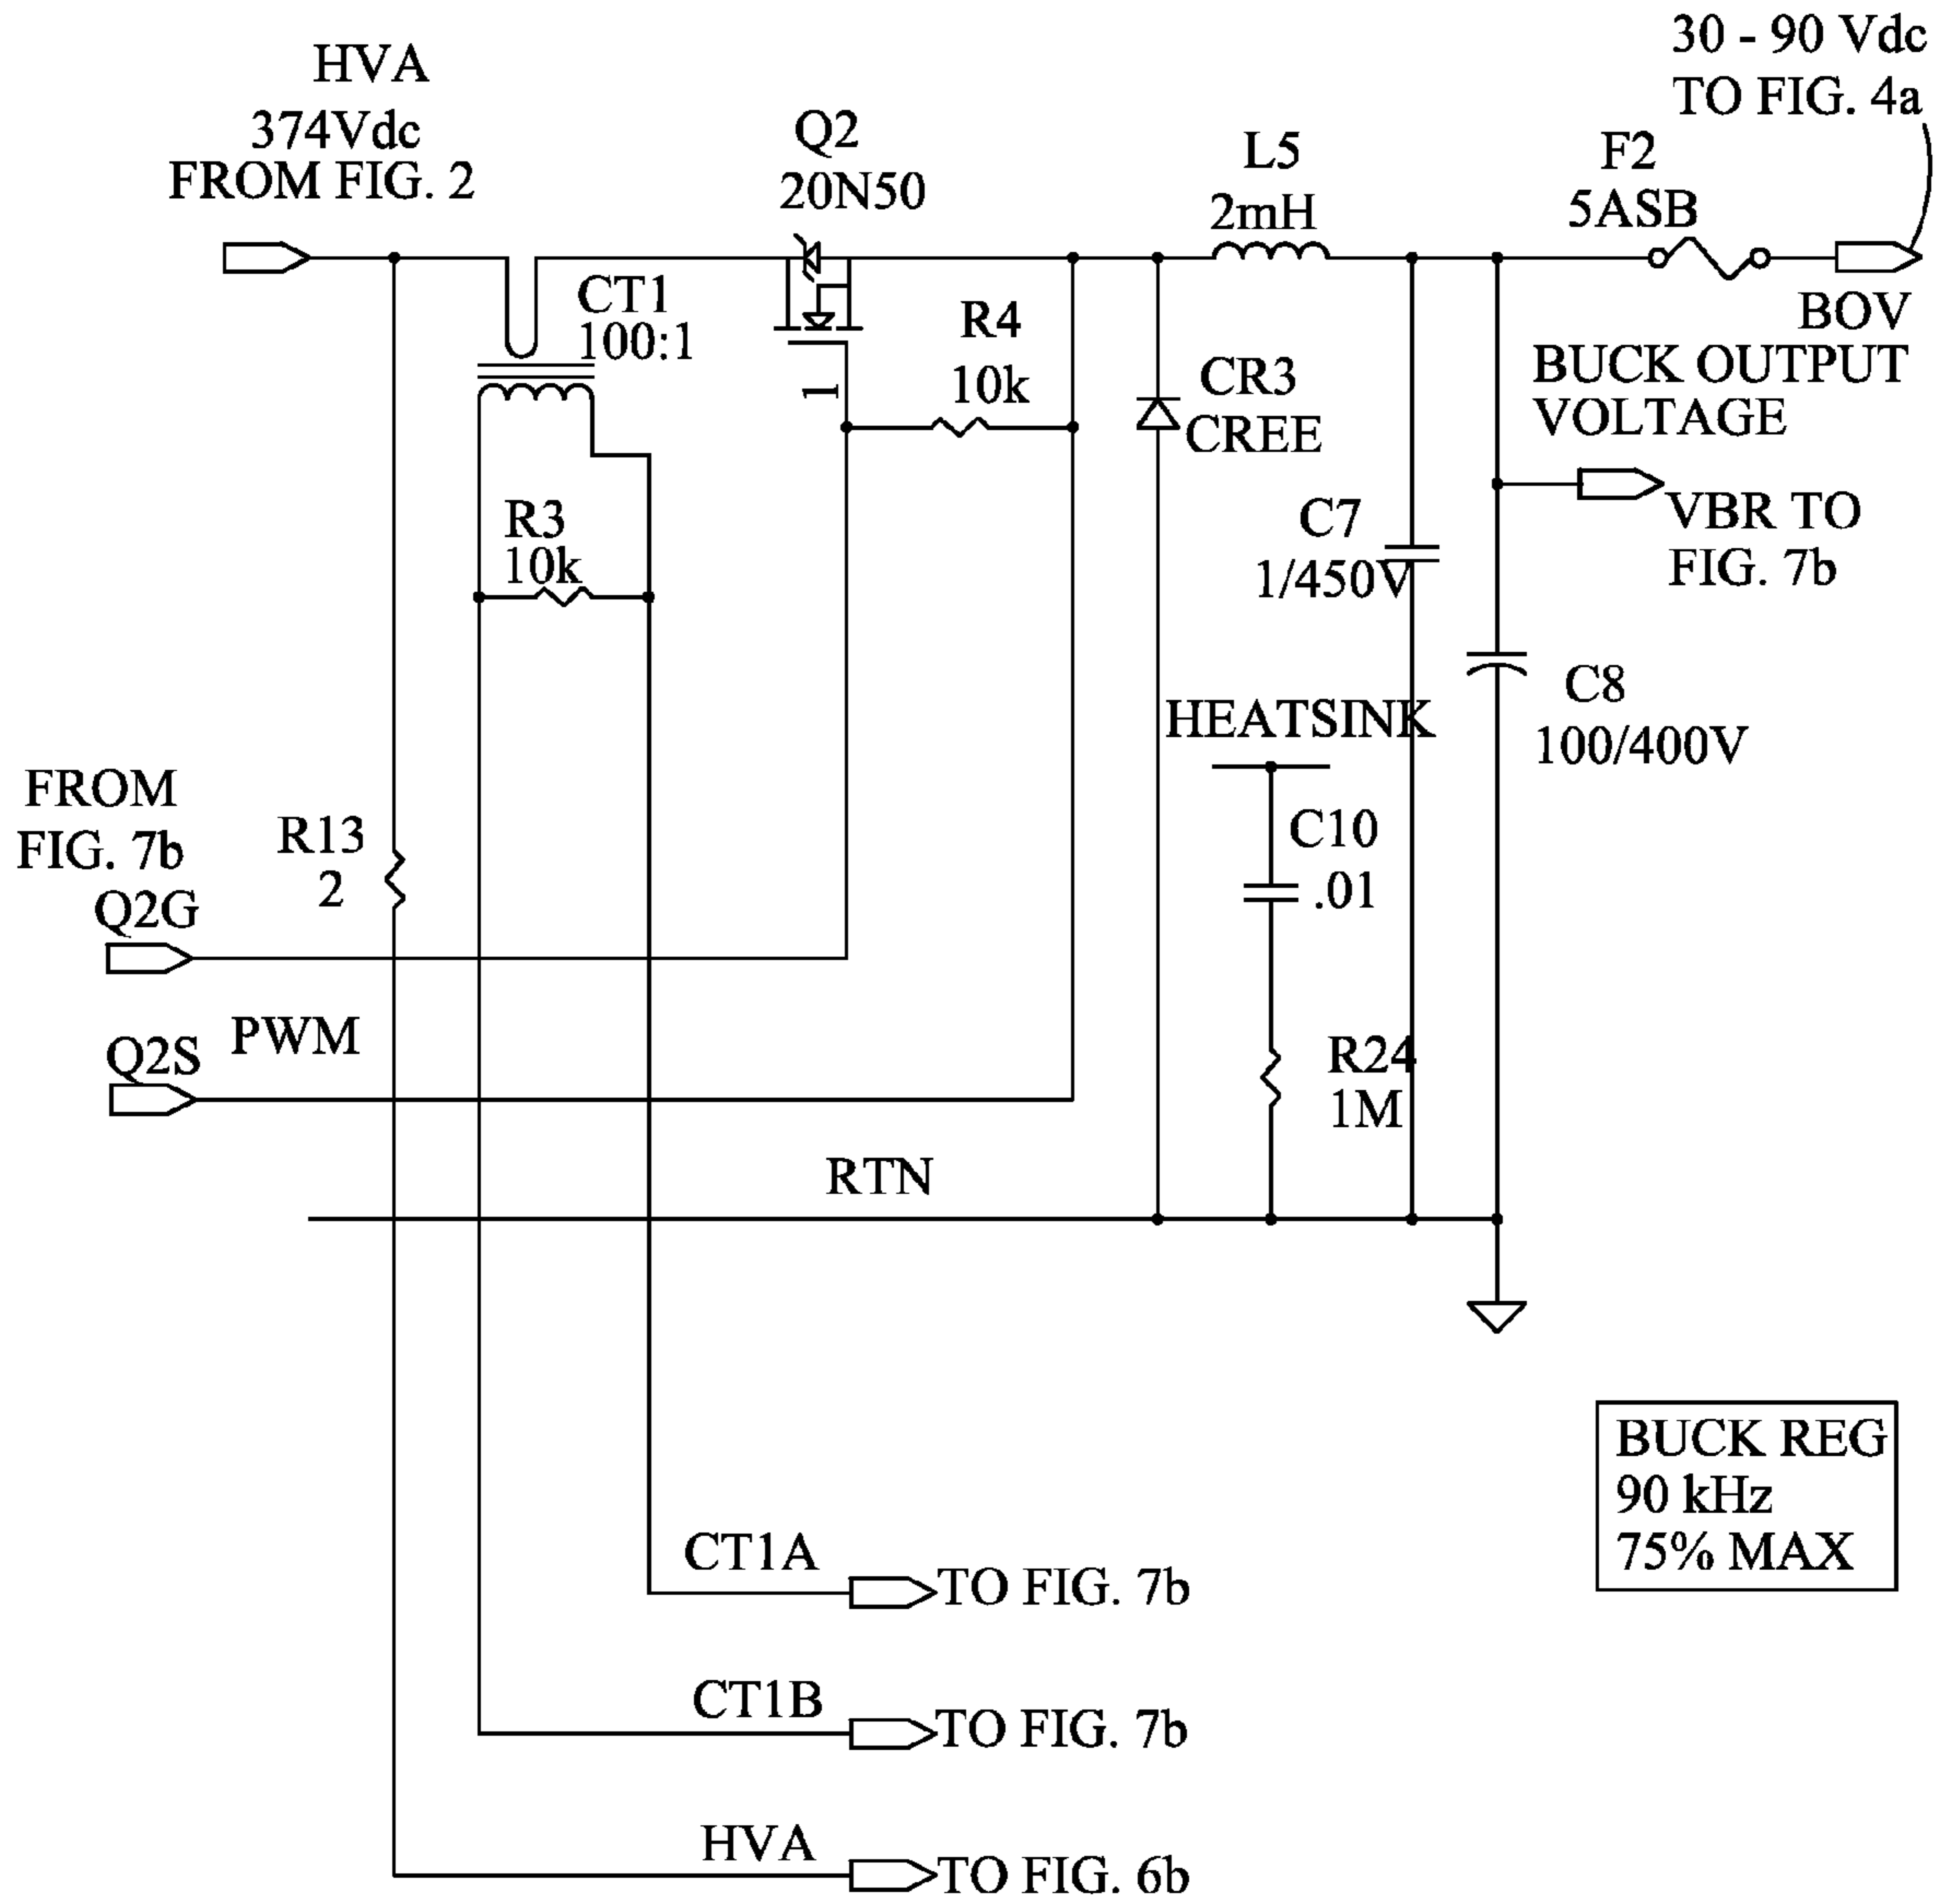 HVA
374Vdc
FROM FIG. 2
Q2
20N50
L5
2mH
F2
5ASB
30 - 90 Vdc
TO FIG. 4a
CT1
100:1
1
R4
10k
CR3
CREE
BOV
BUCK OUTPUT
VOLTAGE
VBR TO
FIG. 7b
R3
10k
C7
1/450V
C8
100/400V
HEATSINK
C10
.01
FROM
FIG. 7b
Q2G
R13
2
Q2S
PWM
R24
1M
RTN
BUCK REG
90 kHz
75% MAX
CT1A
TO FIG. 7b
CT1B
TO FIG. 7b
HVA
TO FIG. 6b